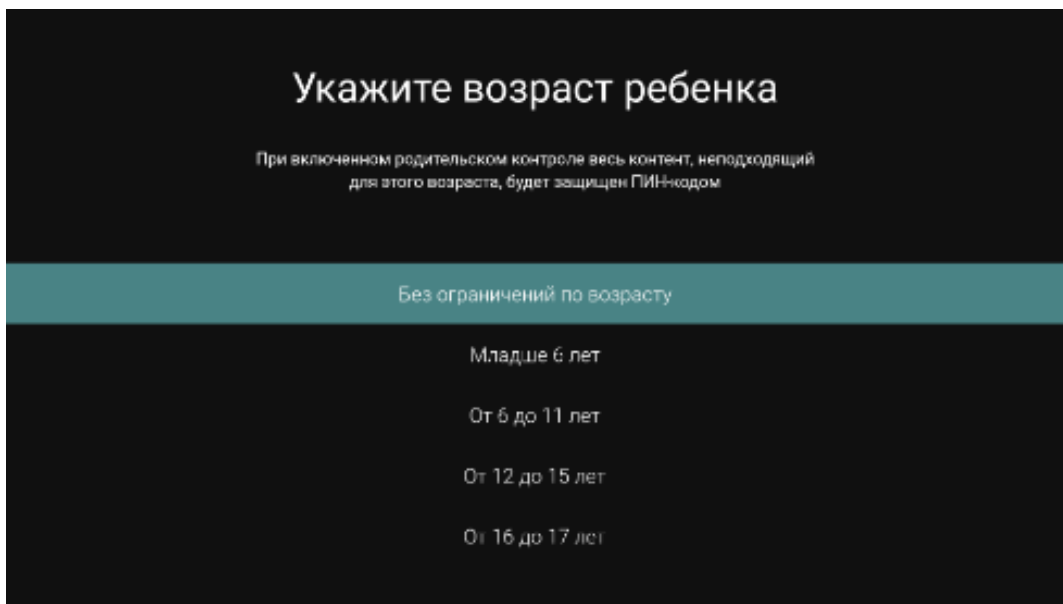 Укажите возраст ребенка
При включенном родительском контроле весь контент, неподходящий
для этого возраста, будет защищен ПИН-кодом
Без ограничений по возрасту
Младше 6 лет
От 6 до 11 лет
От 12 до 15 лет
От 16 до 17 лет